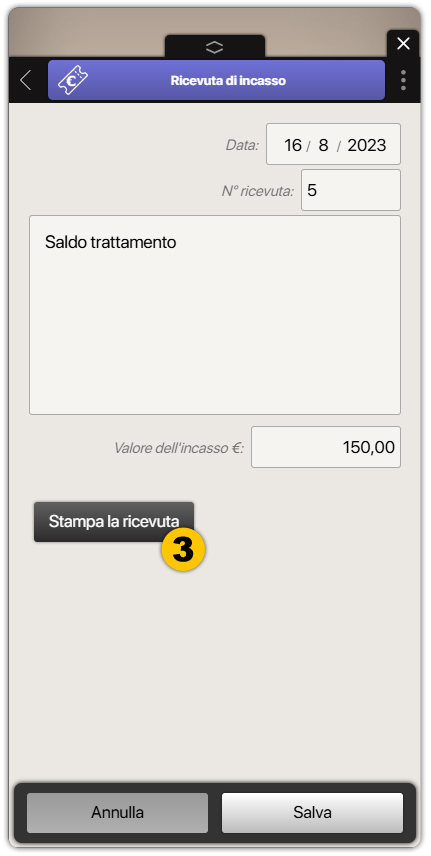 Ricevuta di incasso
Data: 16 / 8 / 2023
N° ricevuta: 5
Saldo trattamento
Valore dell'incasso €: 150,00
Stampa la ricevuta
3
Annulla Salva